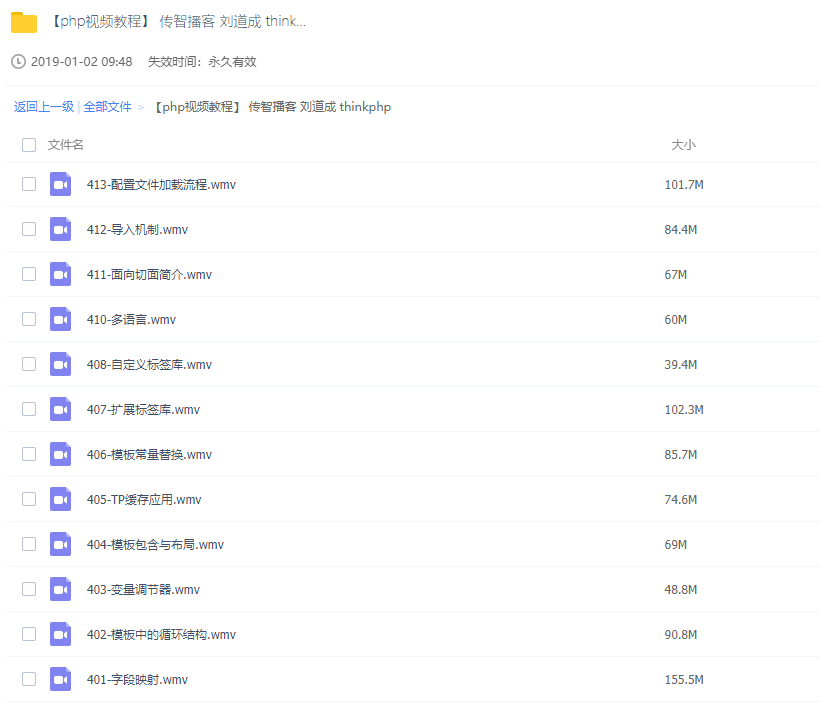 【php视频教程】 传智播客 刘道成 think...
2019-01-02 09:48 失效时间：永久有效
返回上一级 | 全部文件 > 【php视频教程】 传智播客 刘道成 thinkphp
文件名 大小
413-配置文件加载流程.wmv 101.7M
412-导入机制.wmv 84.4M
411-面向切面简介.wmv 67M
410-多语言.wmv 60M
408-自定义标签库.wmv 39.4M
407-扩展标签库.wmv 102.3M
406-模板常量替换.wmv 85.7M
405-TP缓存应用.wmv 74.6M
404-模板包含与布局.wmv 69M
403-变量调节器.wmv 48.8M
402-模板中的循环结构.wmv 90.8M
401-字段映射.wmv 155.5M